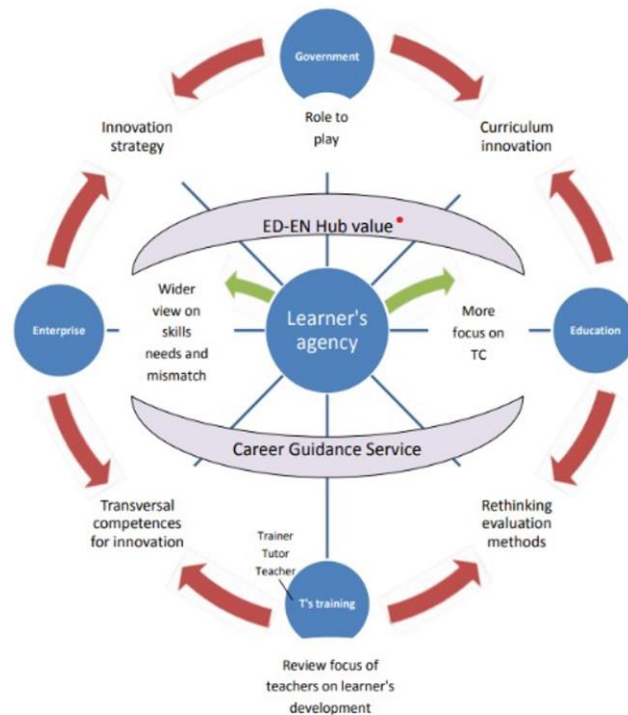 Government
Role to
play
Innovation
strategy
Curriculum
innovation
ED-EN Hub value
Wider
view on
skills
needs and
mismatch
Learner's
agency
More
focus on
TC
Enterprise
Education
Career Guidance Service
Transversal
competences
for innovation
Rethinking
evaluation
methods
Trainer
Tutor
Teacher
T's training
Review focus of
teachers on learner's
development